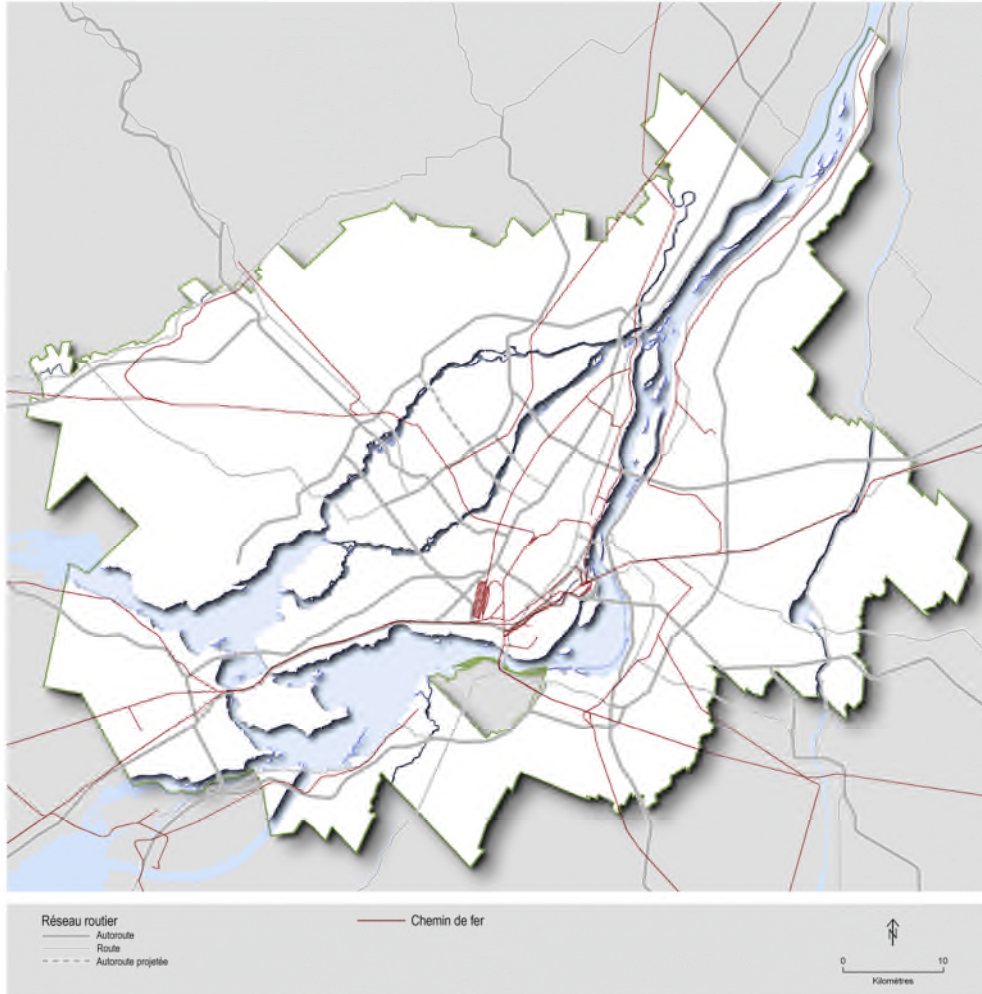 Réseau routier
Autoroute
Route
Autoroute projetée
Chemin de fer
N
0 10
Kilomètres